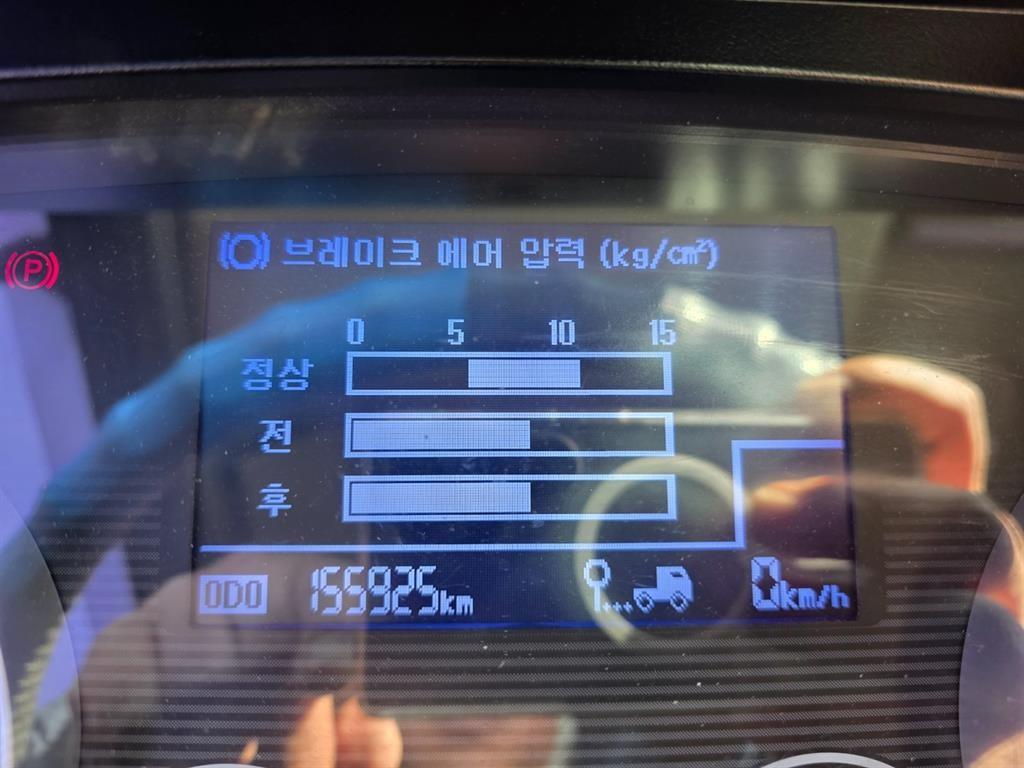 (P)
브레이크 에어 압력 (kg/㎠)
0 5 10 15
정상
전
후
ODO 155925km 0km/h